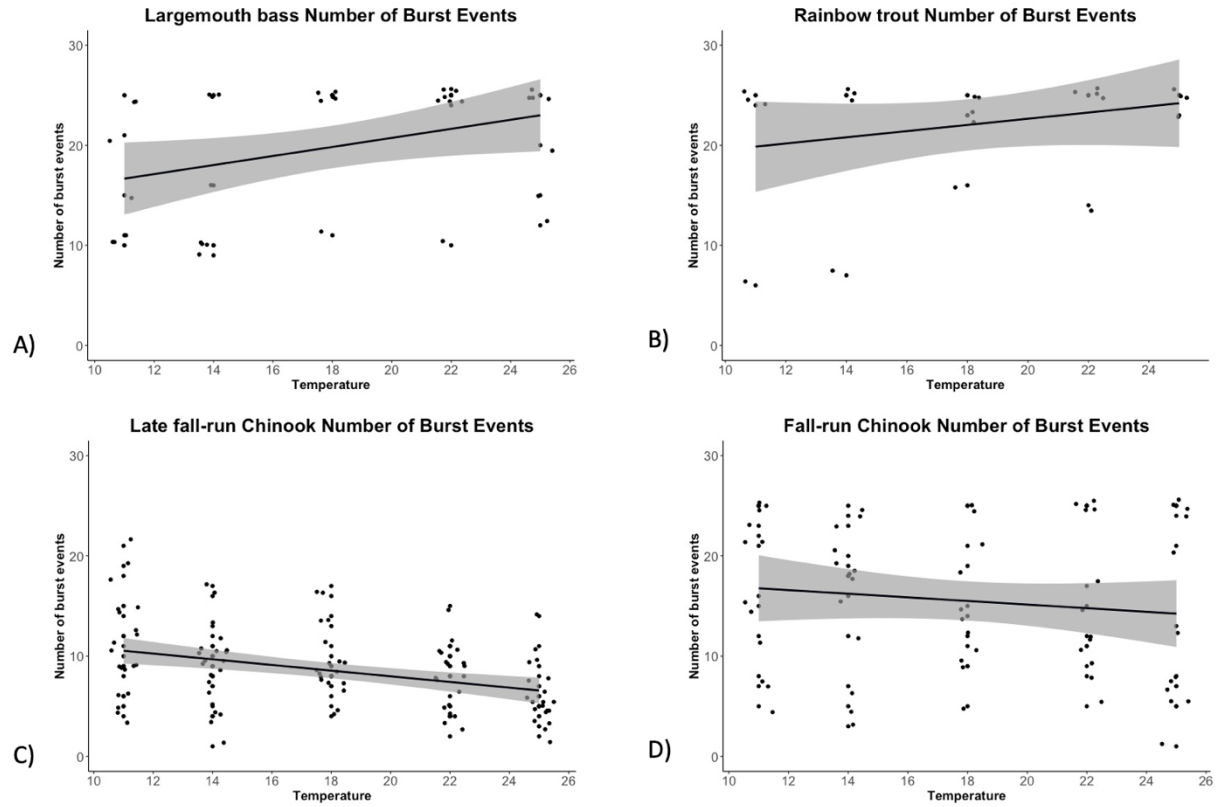 Largemouth bass Number of Burst Events
30
20
10
0
Number of burst events
10 12 14 16 18 20 22 24 26
Temperature
A)
Rainbow trout Number of Burst Events
30
20
10
0
Number of burst events
10 12 14 16 18 20 22 24
Temperature
B)
Late fall-run Chinook Number of Burst Events
30
20
10
0
Number of burst events
10 12 14 16 18 20 22 24 26
Temperature
C)
Fall-run Chinook Number of Burst Events
30
20
10
0
Number of burst events
10 12 14 16 18 20 22 24 26
Temperature
D)